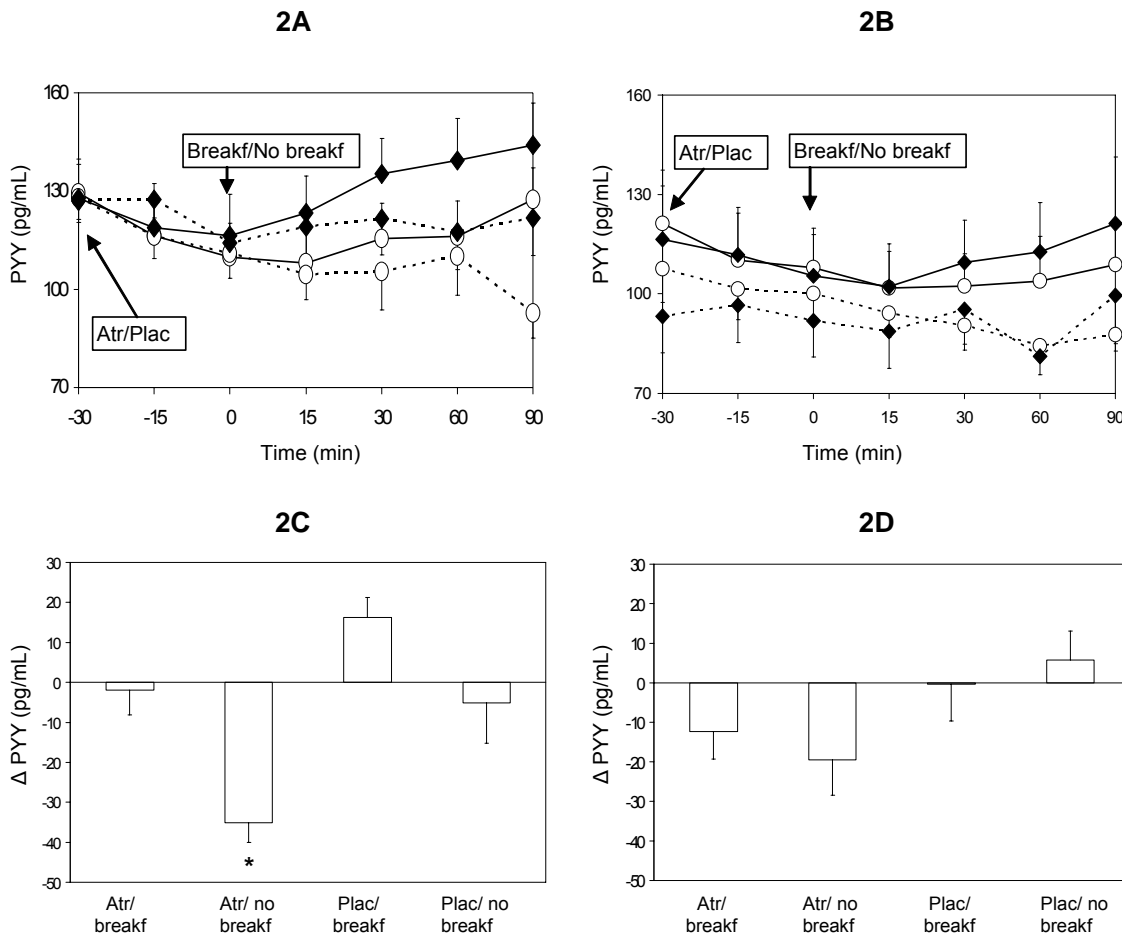 2A
160
130
100
70
PYY (pg/mL)
Breakf/No breakf
Atr/Plac
-30 -15 0 15 30 60 90
Time (min)
2B
160
130
100
70
PYY (pg/mL)
Atr/Plac
Breakf/No breakf
-30 -15 0 15 30 60 90
Time (min)
2C
30
20
10
0
-10
-20
-30
-40
-50
Δ PYY (pg/mL)
*
Atr/ breakf
Atr/ no breakf
Plac/ breakf
Plac/ no breakf
2D
30
20
10
0
-10
-20
-30
-40
-50
Δ PYY (pg/mL)
Atr/ breakf
Atr/ no breakf
Plac/ breakf
Plac/ no breakf